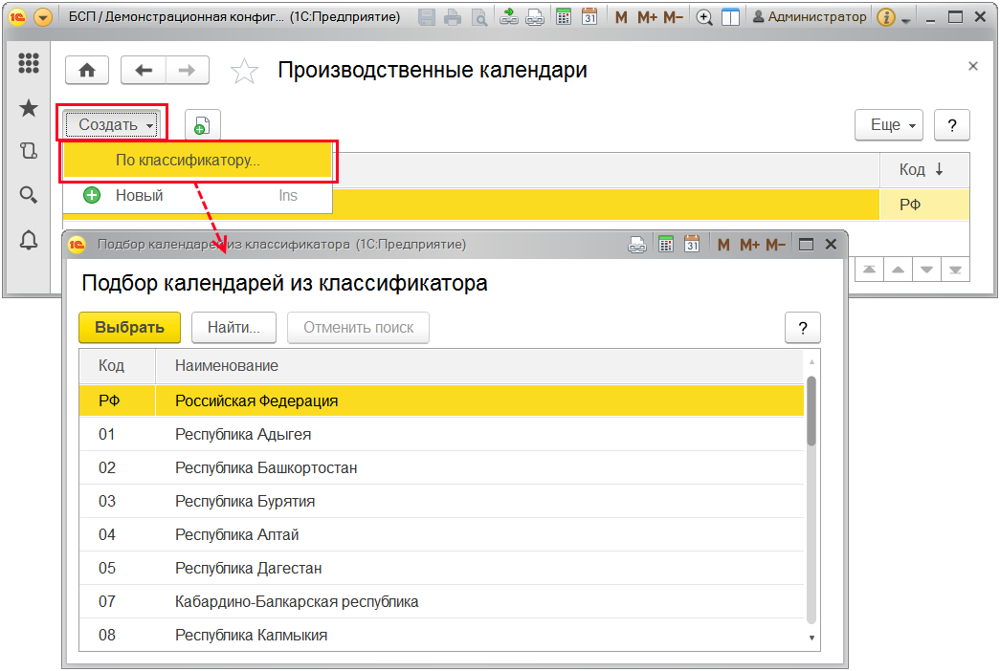 БСП / Демонстрационная конфиг... (1С:Предприятие) 31 M M+ M− Администратор
Производственные календари
Создать Еще ?
По классификатору...
Код ↓
Новый Ins
РФ
Подбор календарей из классификатора (1С:Предприятие) 31 M M+ M−
Подбор календарей из классификатора
Выбрать Найти... Отменить поиск ?
Код Наименование
РФ Российская Федерация
01 Республика Адыгея
02 Республика Башкортостан
03 Республика Бурятия
04 Республика Алтай
05 Республика Дагестан
07 Кабардино-Балкарская республика
08 Республика Калмыкия